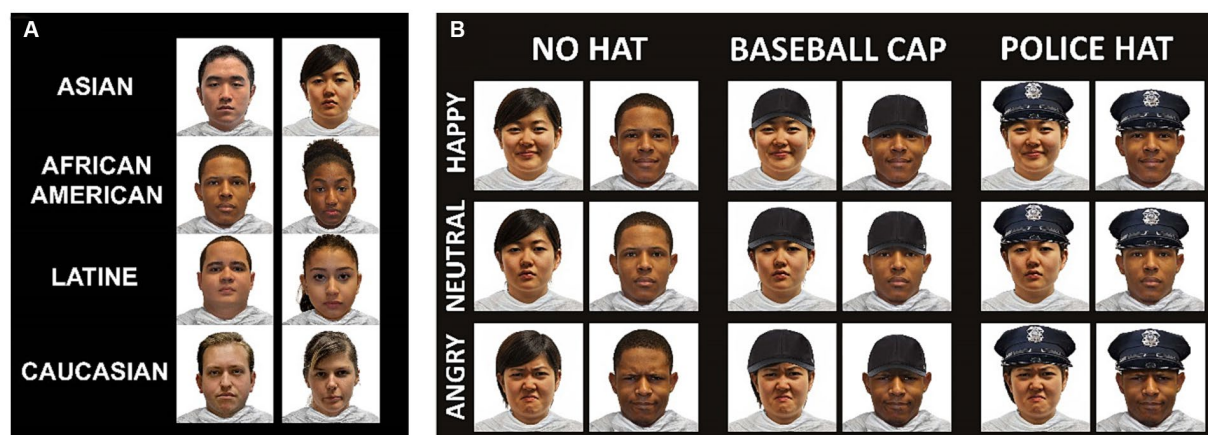 A
ASIAN
AFRICAN
AMERICAN
LATINE
CAUCASIAN
B
NO HAT
BASEBALL CAP
POLICE HAT
HAPPY
NEUTRAL
ANGRY